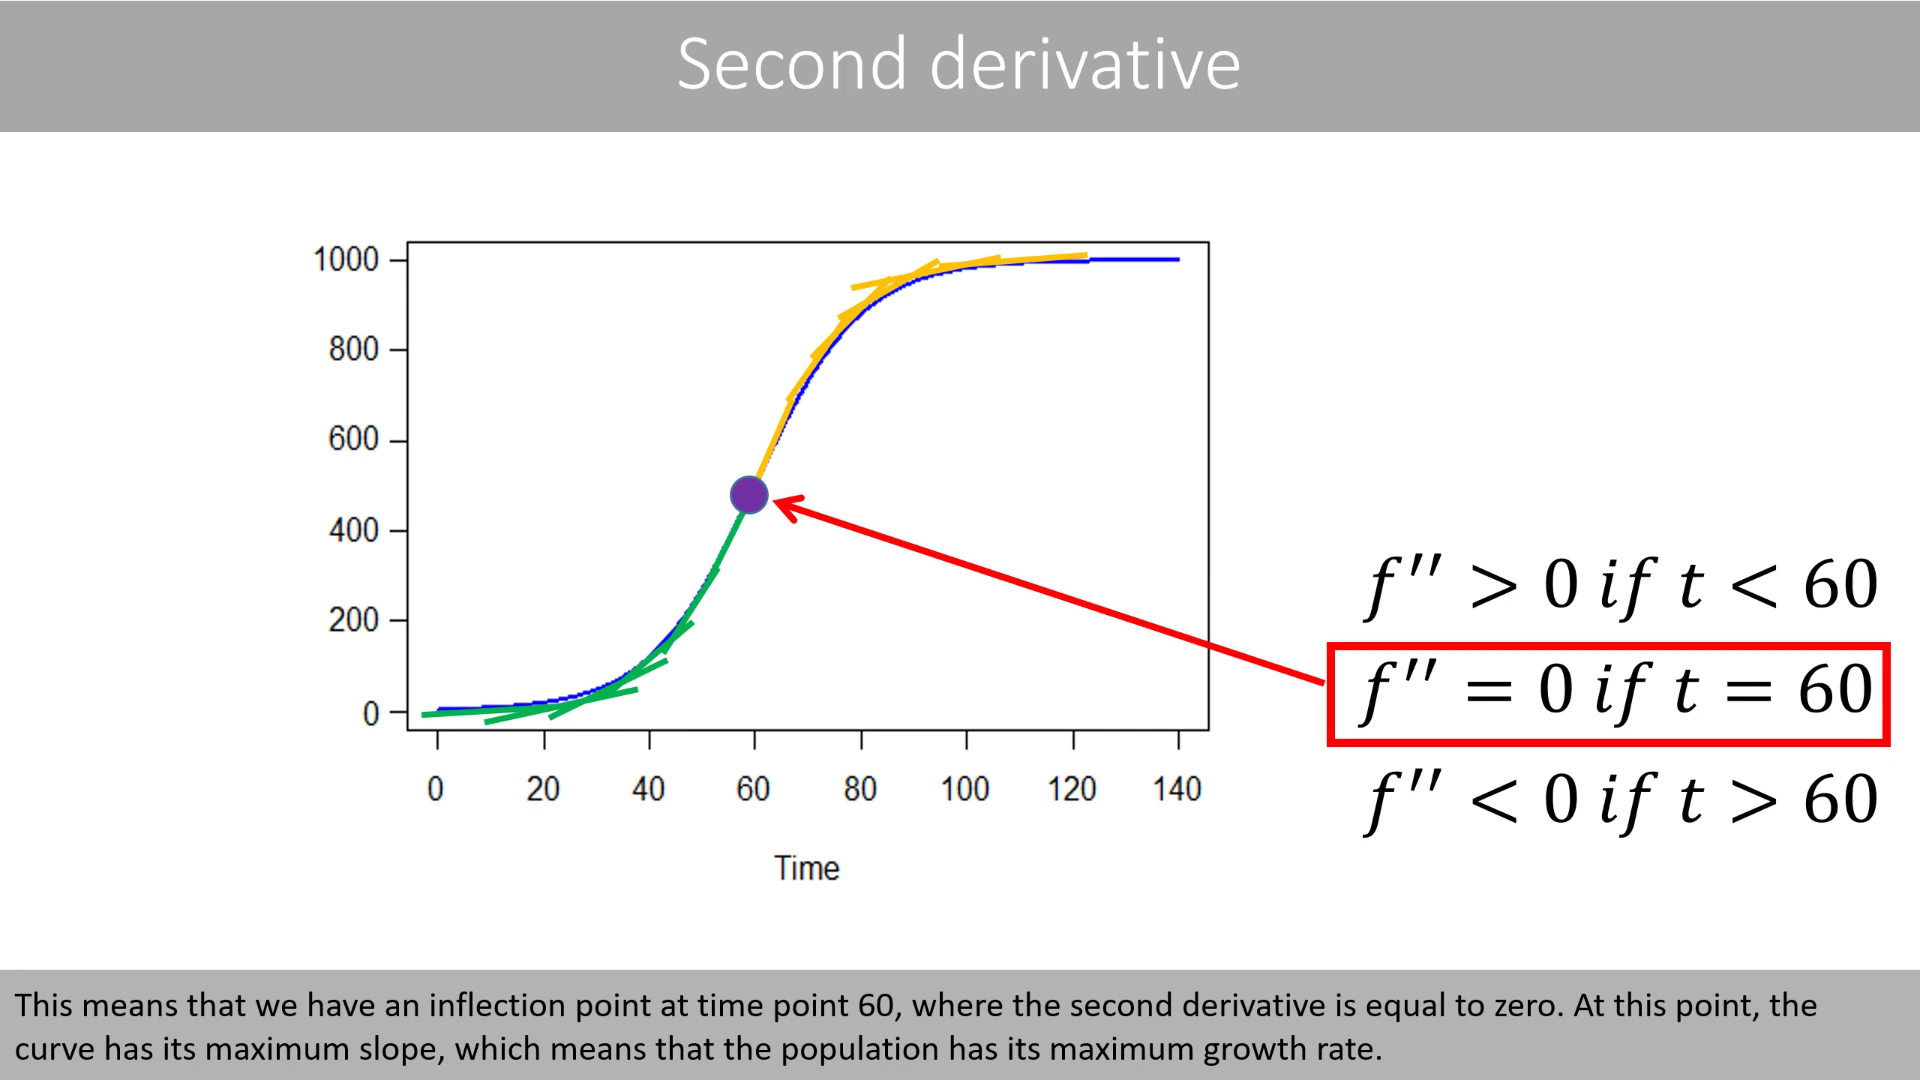 Second derivative
1000
800
600
400
200
0
0 20 40 60 80 100 120 140
Time
f′′ > 0 if t < 60
f′′ = 0 if t = 60
f′′ < 0 if t > 60
This means that we have an inflection point at time point 60, where the second derivative is equal to zero. At this point, the
curve has its maximum slope, which means that the population has its maximum growth rate.